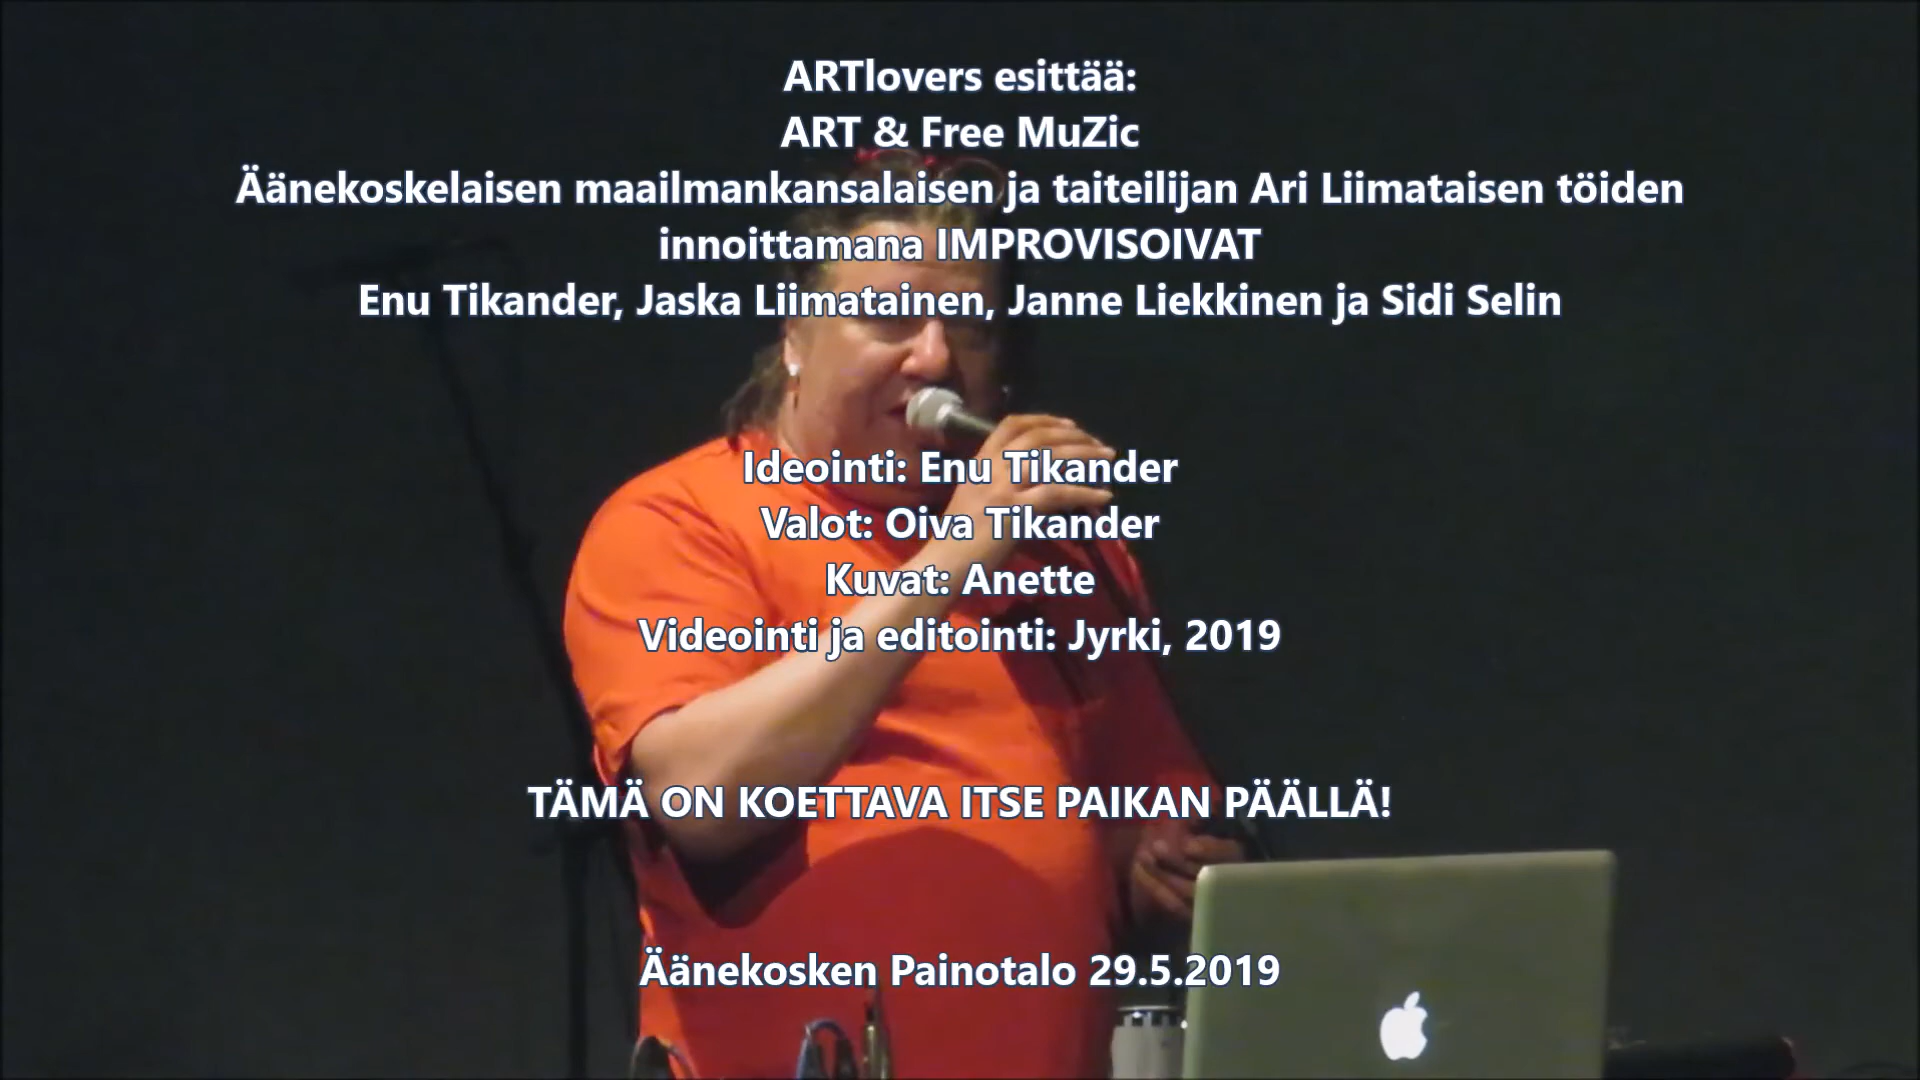 ARTlovers esittää:
ART & Free MuZic
Äänekoskelaisen maailmankansalaisen ja taiteilijan Ari Liimataisen töiden
innoittamana IMPROVISOIVAT
Enu Tikander, Jaska Liimatainen, Janne Liekkinen ja Sidi Selin
Ideointi: Enu Tikander
Valot: Oiva Tikander
Kuvat: Anette
Videointi ja editointi: Jyrki, 2019
TÄMÄ ON KOETTAVA ITSE PAIKAN PÄÄLLÄ!
Äänekosken Painotalo 29.5.2019